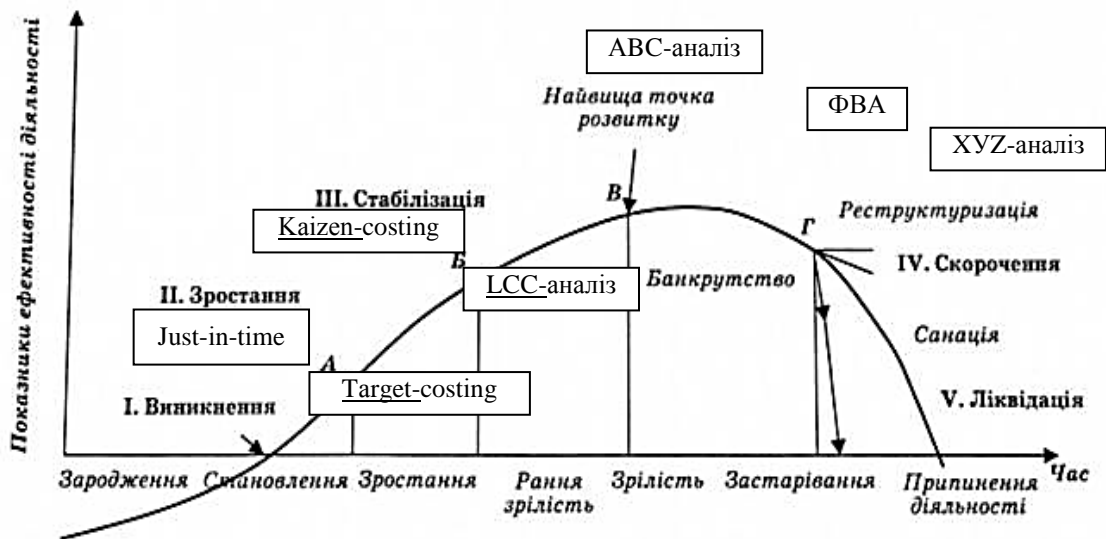 Показники ефективності діяльності
ABC-аналіз
Найвища точка
розвитку
ФВА
ХУZ-аналіз
III. Стабілізація
В
Kaizen-costing
Г
Реструктуризація
Б
II. Зростання
LCC-аналіз
Банкрутство
IV. Скорочення
Just-in-time
Санація
А
Target-costing
I. Виникнення
V. Ліквідація
Зародження
Становлення
Зростання
Рання
зрілість
Зрілість
Застарівання
Припинення
діяльності
Час